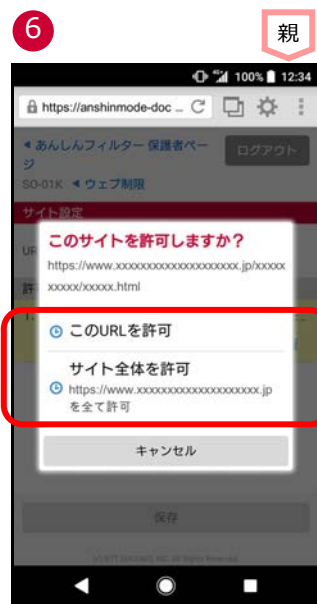 6
親
100% 12:34
https://anshinmode-doc ...
◀ あんしんフィルター 保護者ペー
ジ
ログアウト
SO-01K ◀ ウェブ制限
サイト設定
UR
このサイトを許可しますか?
https://www.xxxxxxxxxxxxxxxxxxxx.jp/xxxxx
xxxxx/xxxxx.html
許
このURLを許可
サイト全体を許可
https://www.xxxxxxxxxxxxxxxxxxxx.jp
を全て許可
キャンセル
保存